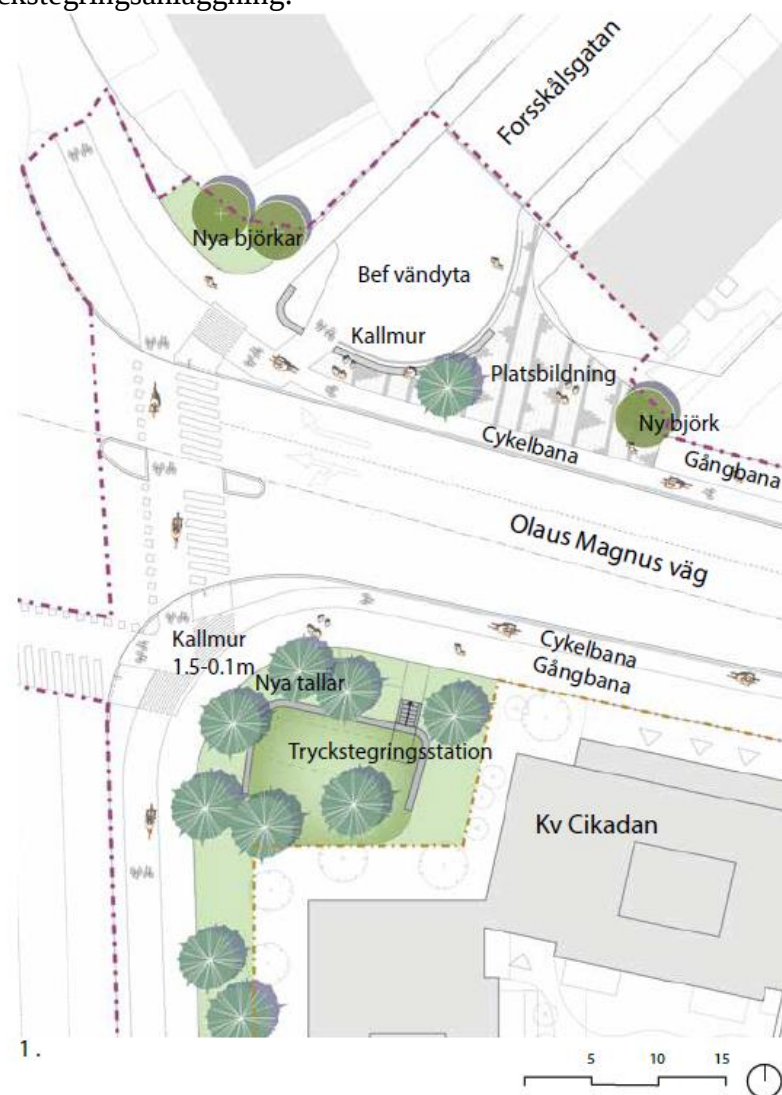 ckstegringsanläggning.
Forsskålsgatan
Nya björkar
Bef vändyta
Kallmur
Platsbildning
Ny björk
Cykelbana
Gångbana
Olaus Magnus väg
Kallmur
1.5-0.1m
Cykelbana
Gångbana
Nya tallar
Tryckstegringsstation
Kv Cikadan
1.
5 10 15